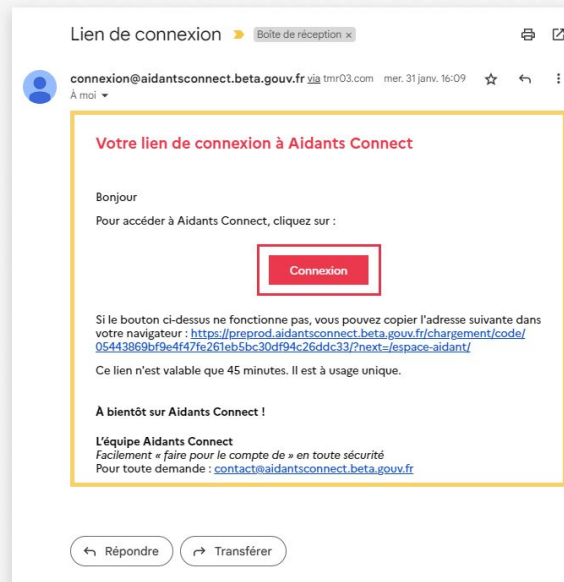 Lien de connexion Boîte de réception ×
connexion@aidantsconnect.beta.gouv.fr via tmr03.com mer. 31 janv. 16:09
À moi
Votre lien de connexion à Aidants Connect
Bonjour
Pour accéder à Aidants Connect, cliquez sur :
Connexion
Si le bouton ci-dessus ne fonctionne pas, vous pouvez copier l'adresse suivante dans
votre navigateur : https://preprod.aidantsconnect.beta.gouv.fr/chargement/code/
05443869bf9e4f47fe261eb5bc30df94c26ddc33/?next=/espace-aidant/
Ce lien n'est valable que 45 minutes. Il est à usage unique.
À bientôt sur Aidants Connect !
L'équipe Aidants Connect
Facilement « faire pour le compte de » en toute sécurité
Pour toute demande : contact@aidantsconnect.beta.gouv.fr
Répondre Transférer